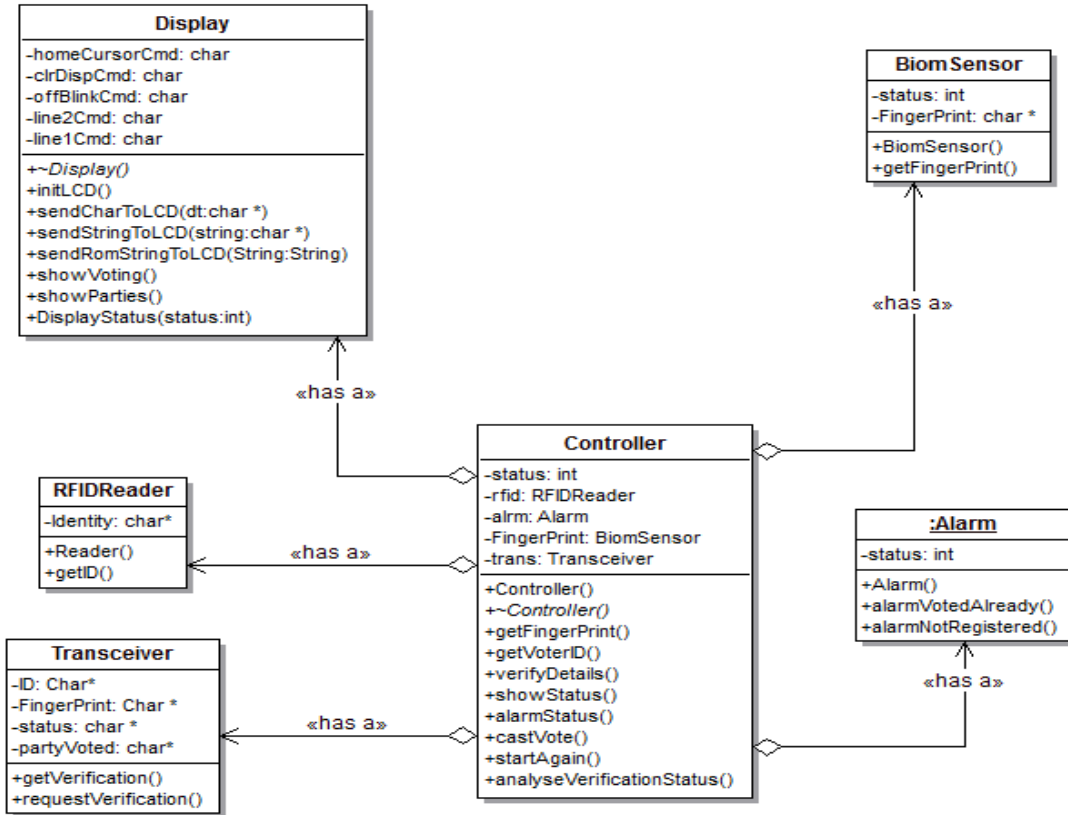 Display
-homeCursorCmd: char
-clrDispCmd: char
-offBlinkCmd: char
-line2Cmd: char
-line1Cmd: char
+~Display()
+initLCD()
+sendCharToLCD(dt:char *)
+sendStringToLCD(string:char *)
+sendRomStringToLCD(String:String)
+showVoting()
+showParties()
+DisplayStatus(status:int)
BiomSensor
-status: int
-FingerPrint: char *
+BiomSensor()
+getFingerPrint()
«has a»
«has a»
Controller
-status: int
-rfid: RFIDReader
-alrm: Alarm
-FingerPrint: BiomSensor
-trans: Transceiver
+Controller()
+~Controller()
+getFingerPrint()
+getVoterID()
+verifyDetails()
+showStatus()
+alarmStatus()
+castVote()
+startAgain()
+analyseVerificationStatus()
RFIDReader
-Identity: char*
+Reader()
+getID()
«has a»
:Alarm
-status: int
+Alarm()
+alarmVotedAlready()
+alarmNotRegistered()
«has a»
Transceiver
-ID: Char*
-FingerPrint: Char *
-status: char *
-partyVoted: char*
+getVerification()
+requestVerification()
«has a»